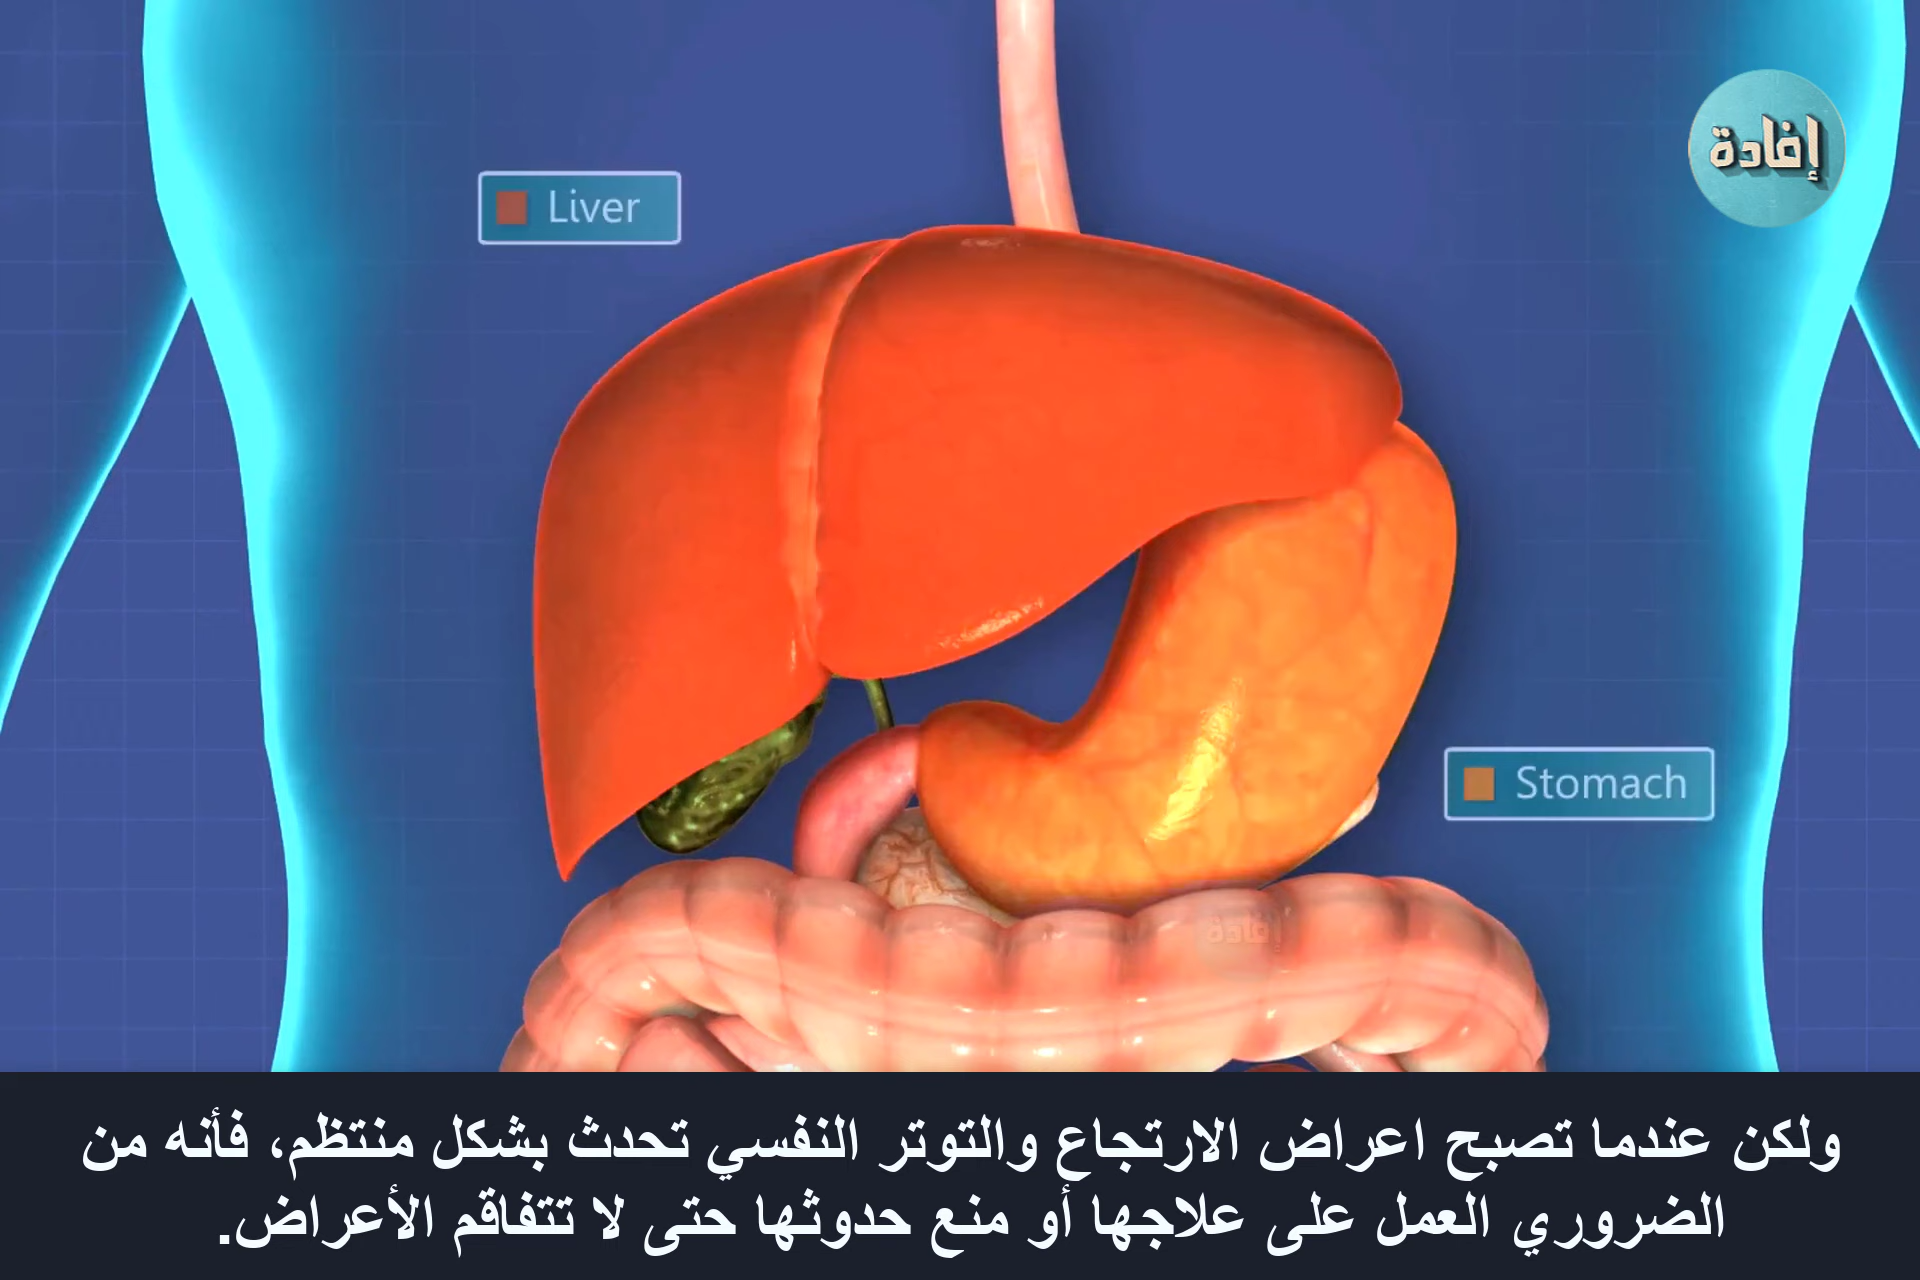 إفادة
Liver
Stomach
إفادة
ولكن عندما تصبح اعراض الارتجاع والتوتر النفسي تحدث بشكل منتظم، فأنه من
الضروري العمل على علاجها أو منع حدوثها حتى لا تتفاقم الأعراض.